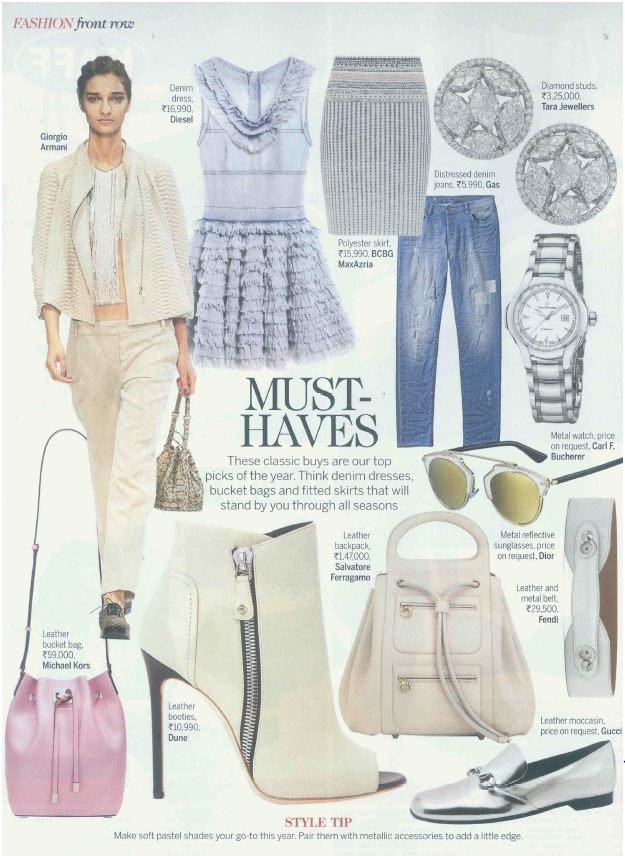 FASHION front row
Giorgio
Armani
Denim
dress,
₹16,990,
Diesel
Polyester skirt,
₹15,990, BCBG
MaxAzria
Diamond studs,
₹3,25,000,
Tara Jewellers
Distressed denim
jeans, ₹5,990, Gas
Metal watch, price
on request, Carl F.
Bucherer
MUST-
HAVES
These classic buys are our top
picks of the year. Think denim dresses,
bucket bags and fitted skirts that will
stand by you through all seasons
Metal reflective
sunglasses, price
on request, Dior
Leather
backpack,
₹1,47,000,
Salvatore
Ferragamo
Leather and
metal belt,
₹29,500,
Fendi
Leather
bucket bag,
₹59,000,
Michael Kors
Leather
booties,
₹10,990,
Dune
Leather moccasin,
price on request, Gucci
STYLE TIP
Make soft pastel shades your go-to this year. Pair them with metallic accessories to add a little edge.